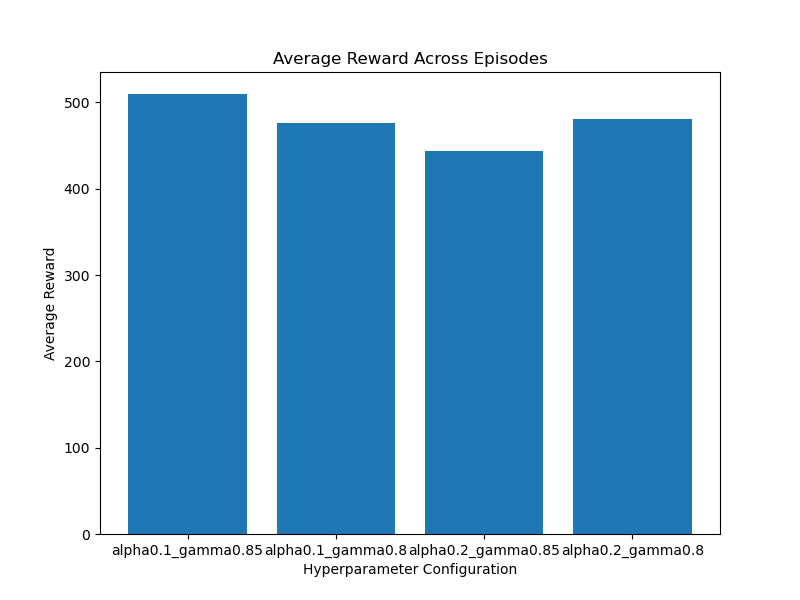 Average Reward Across Episodes
Average Reward
500
400
300
200
100
0
alpha0.1_gamma0.85 alpha0.1_gamma0.8 alpha0.2_gamma0.85 alpha0.2_gamma0.8
Hyperparameter Configuration